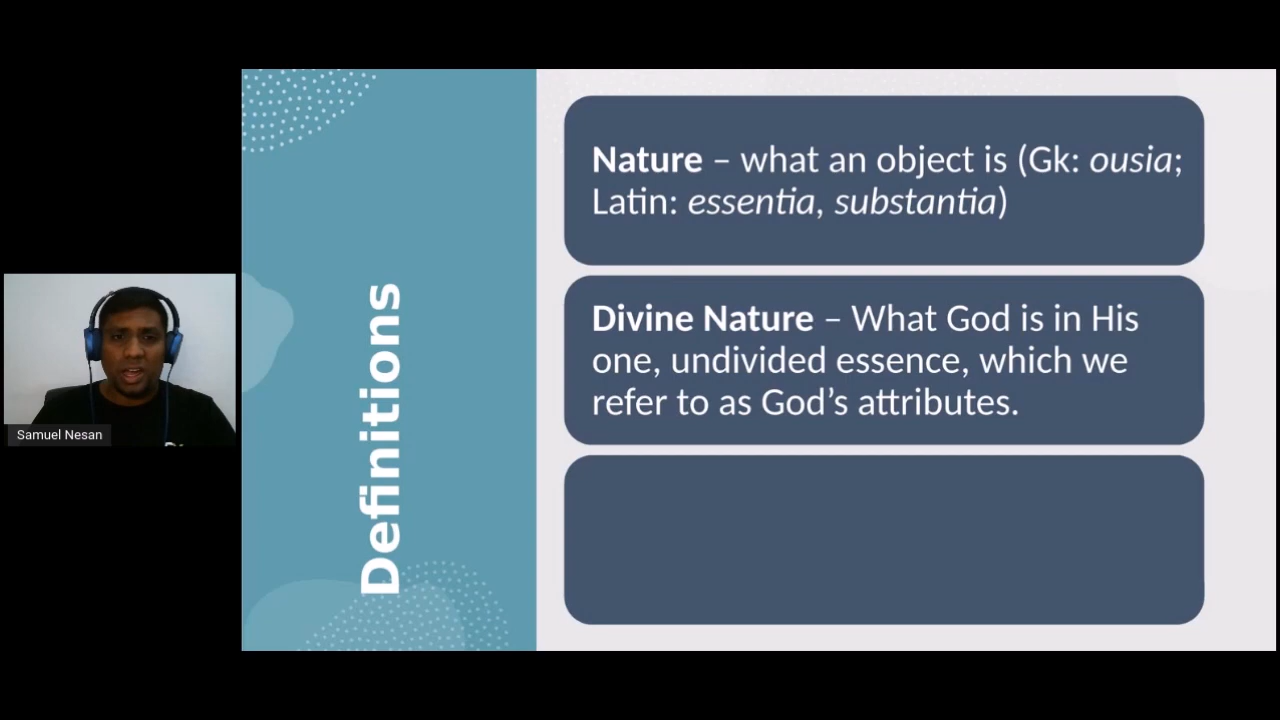 Definitions
Nature – what an object is (Gk: ousia;
Latin: essentia, substantia)
Divine Nature – What God is in His
one, undivided essence, which we
refer to as God’s attributes.
Samuel Nesan